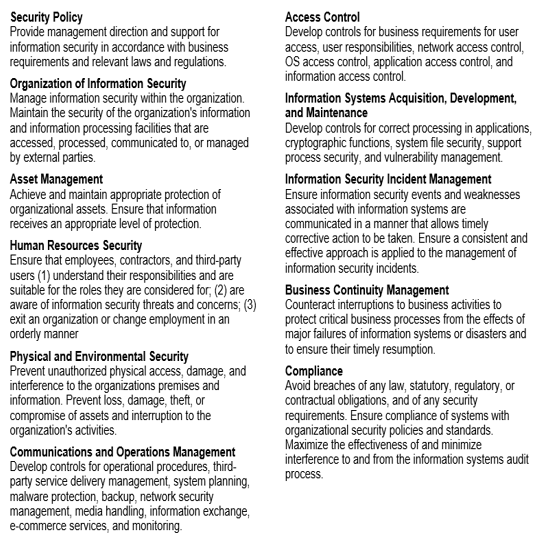 Security Policy
Provide management direction and support for
information security in accordance with business
requirements and relevant laws and regulations.
Organization of Information Security
Manage information security within the organization.
Maintain the security of the organization's information
and information processing facilities that are
accessed, processed, communicated to, or managed
by external parties.
Asset Management
Achieve and maintain appropriate protection of
organizational assets. Ensure that information
receives an appropriate level of protection.
Human Resources Security
Ensure that employees, contractors, and third-party
users (1) understand their responsibilities and are
suitable for the roles they are considered for; (2) are
aware of information security threats and concerns; (3)
exit an organization or change employment in an
orderly manner
Physical and Environmental Security
Prevent unauthorized physical access, damage, and
interference to the organizations premises and
information. Prevent loss, damage, theft, or
compromise of assets and interruption to the
organization's activities.
Communications and Operations Management
Develop controls for operational procedures, third-
party service delivery management, system planning,
malware protection, backup, network security
management, media handling, information exchange,
e-commerce services, and monitoring.
Access Control
Develop controls for business requirements for user
access, user responsibilities, network access control,
OS access control, application access control, and
information access control.
Information Systems Acquisition, Development,
and Maintenance
Develop controls for correct processing in applications,
cryptographic functions, system file security, support
process security, and vulnerability management.
Information Security Incident Management
Ensure information security events and weaknesses
associated with information systems are
communicated in a manner that allows timely
corrective action to be taken. Ensure a consistent and
effective approach is applied to the management of
information security incidents.
Business Continuity Management
Counteract interruptions to business activities to
protect critical business processes from the effects of
major failures of information systems or disasters and
to ensure their timely resumption.
Compliance
Avoid breaches of any law, statutory, regulatory, or
contractual obligations, and of any security
requirements. Ensure compliance of systems with
organizational security policies and standards.
Maximize the effectiveness of and minimize
interference to and from the information systems audit
process.